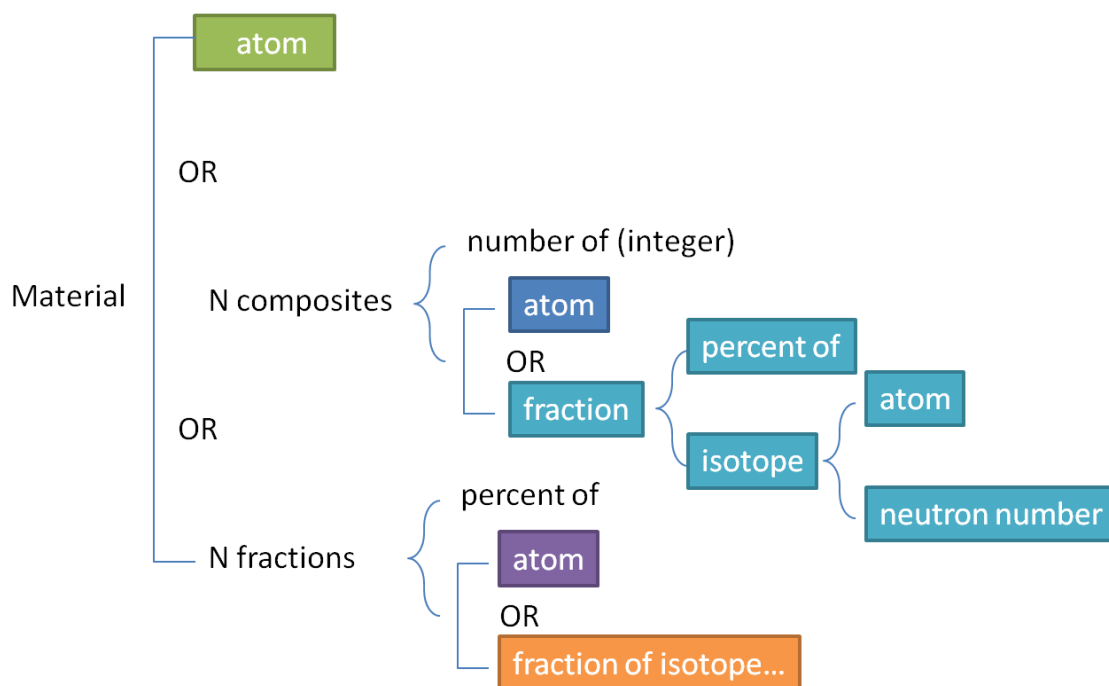 atom
OR
number of (integer)
Material
N composites
atom
percent of
OR
atom
fraction
OR
isotope
percent of
neutron number
N fractions
atom
OR
fraction of isotope...